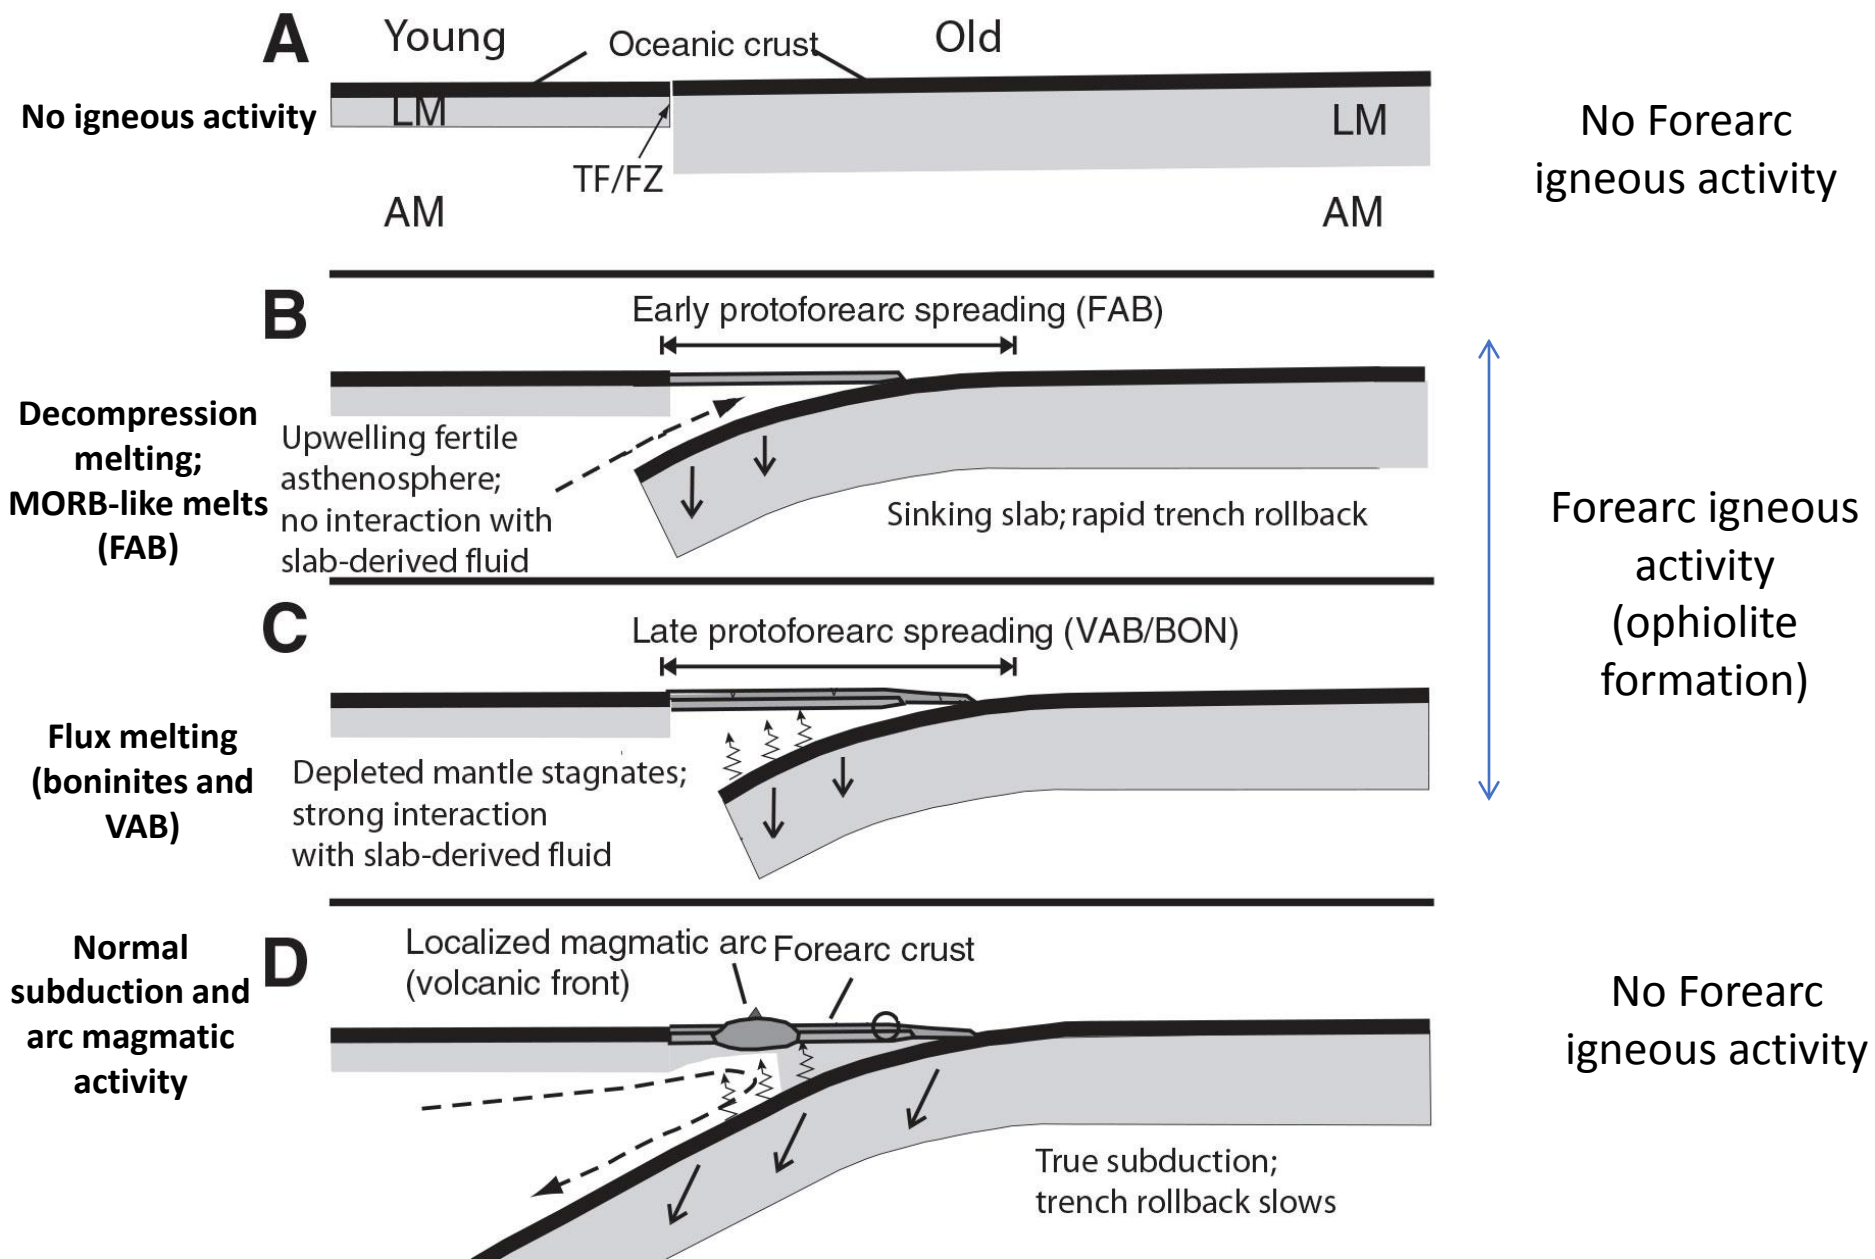 A
Young
Oceanic crust
Old
No igneous activity
LM
LM
TF/FZ
AM
AM
No Forearc
igneous activity
B
Early protoforearc spreading (FAB)
Decompression
melting;
MORB-like melts
(FAB)
Upwelling fertile
asthenosphere;
no interaction with
slab-derived fluid
Sinking slab; rapid trench rollback
Forearc igneous
activity
(ophiolite
formation)
C
Late protoforearc spreading (VAB/BON)
Flux melting
(boninites and
VAB)
Depleted mantle stagnates;
strong interaction
with slab-derived fluid
D
Normal
subduction and
arc magmatic
activity
Localized magmatic arc
(volcanic front)
Forearc crust
True subduction;
trench rollback slows
No Forearc
igneous activity